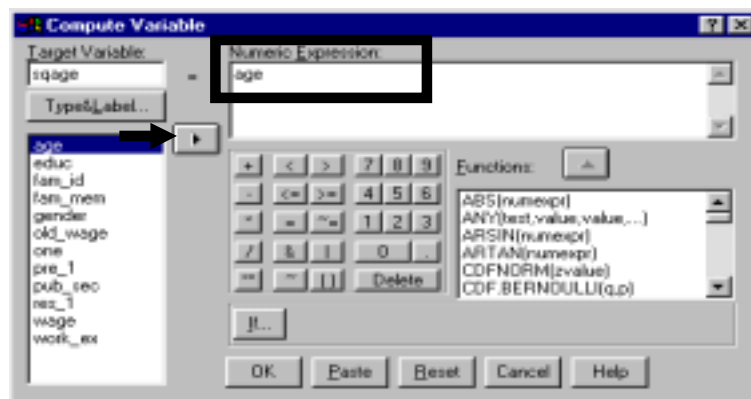 Compute Variable
Target Variable:
sqage
=
Numeric Expression:
age
Type&Label...
age
educ
fam_id
fam_mem
gender
old_wage
one
pre_1
pub_sec
res_1
wage
work_ex
+ < > 7 8 9
- <= >= 4 5 6
* = ~= 1 2 3
/ & | 0 .
** ~ () Delete
Functions:
ABS(numexpr)
ANY(test,value,value,...)
ARSIN(numexpr)
ARTAN(numexpr)
CDFNORM(zvalue)
CDF.BERNOULLI(q,p)
If...
OK
Paste
Reset
Cancel
Help